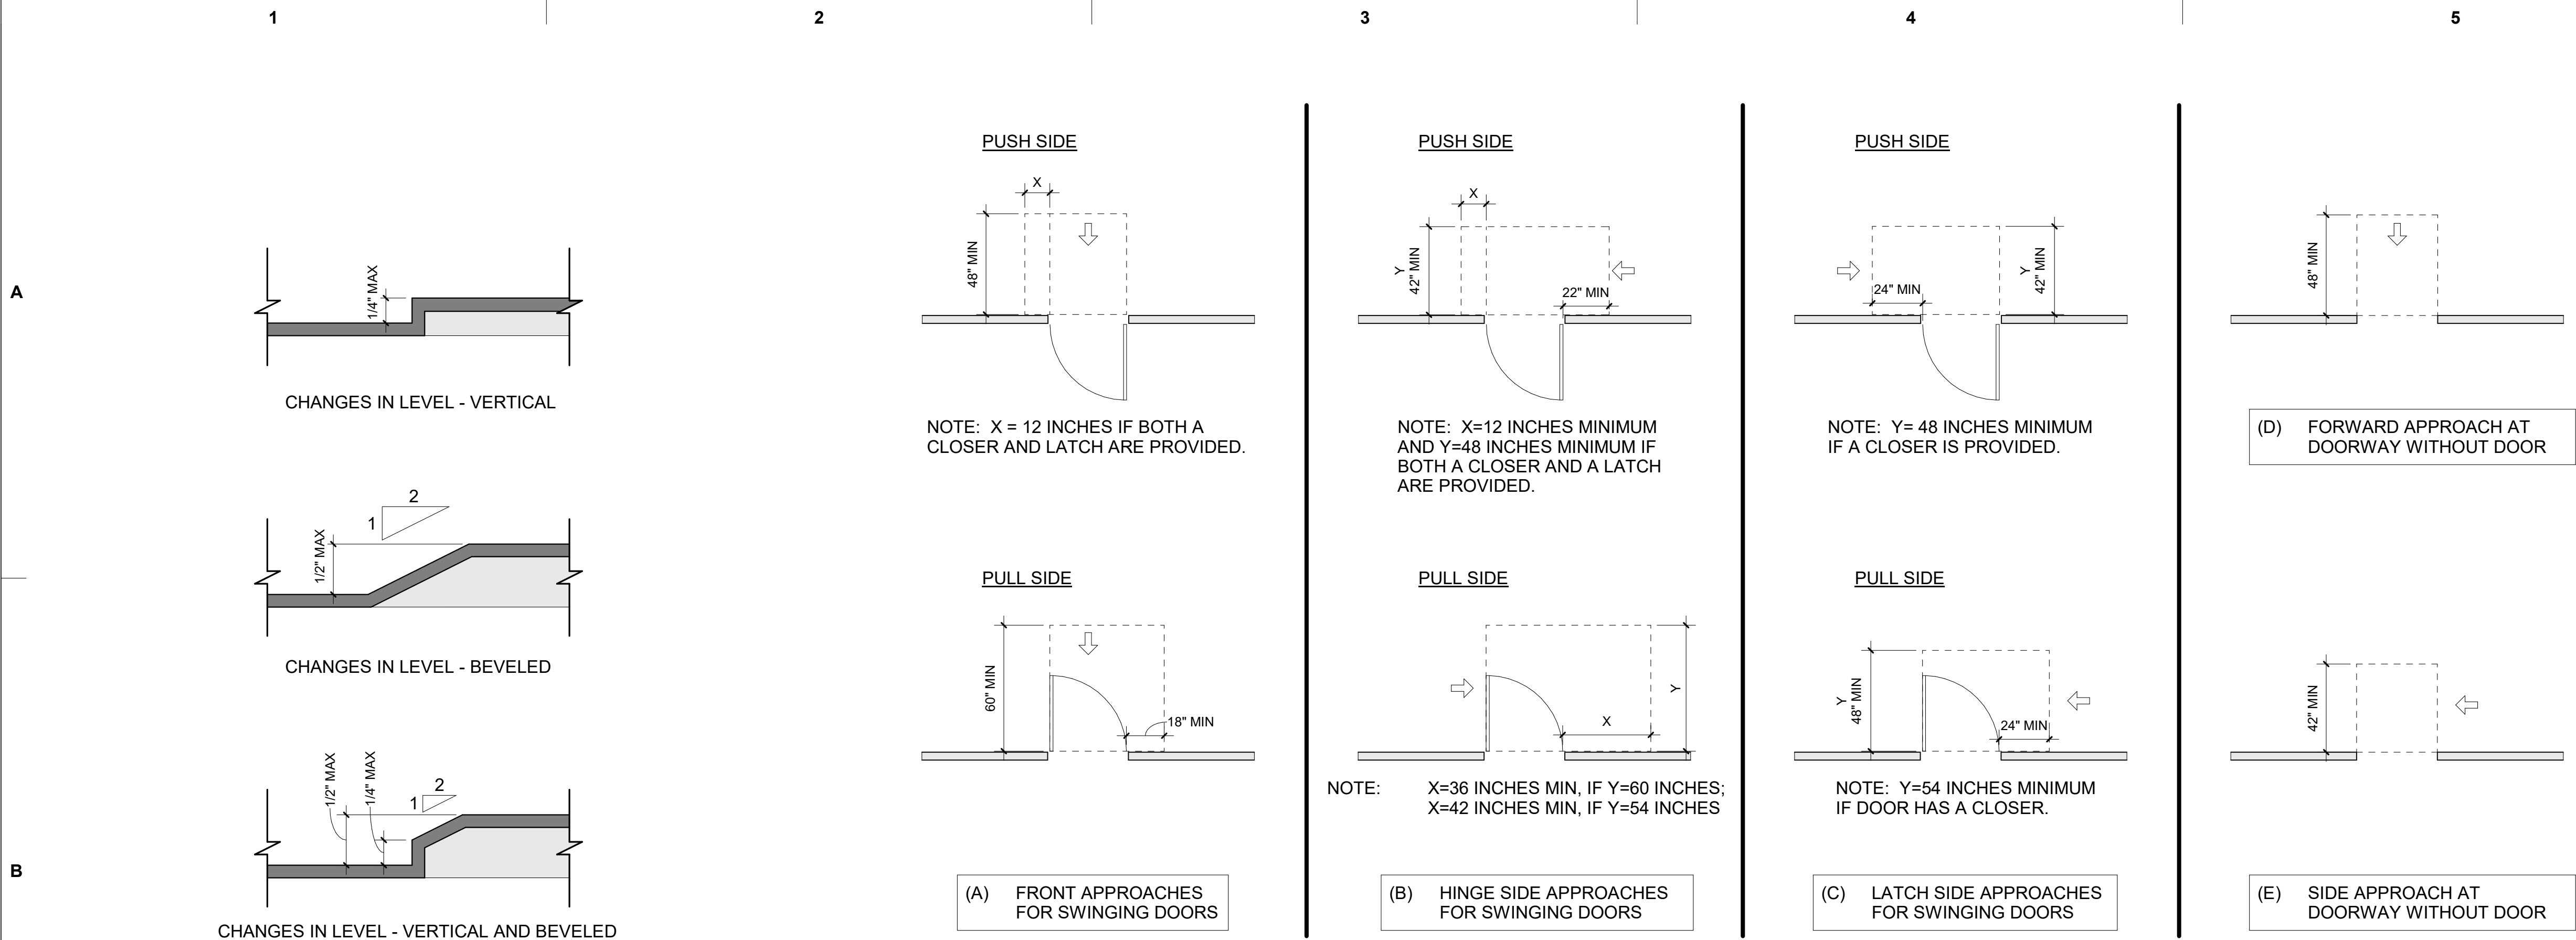 1
2
3
4
5
A
B
1/4" MAX
CHANGES IN LEVEL - VERTICAL
2
1
1/2" MAX
CHANGES IN LEVEL - BEVELED
1/2" MAX
1/4" MAX
2
1
CHANGES IN LEVEL - VERTICAL AND BEVELED
PUSH SIDE
X
48" MIN
NOTE:  X = 12 INCHES IF BOTH A
CLOSER AND LATCH ARE PROVIDED.
PULL SIDE
60" MIN
18" MIN
(A) FRONT APPROACHES
FOR SWINGING DOORS
PUSH SIDE
X
Y
42" MIN
22" MIN
NOTE:  X=12 INCHES MINIMUM
AND Y=48 INCHES MINIMUM IF
BOTH A CLOSER AND A LATCH
ARE PROVIDED.
PULL SIDE
X
Y
NOTE: X=36 INCHES MIN, IF Y=60 INCHES;
X=42 INCHES MIN, IF Y=54 INCHES
(B) HINGE SIDE APPROACHES
FOR SWINGING DOORS
PUSH SIDE
24" MIN
Y
42" MIN
NOTE:  Y= 48 INCHES MINIMUM
IF A CLOSER IS PROVIDED.
PULL SIDE
Y
48" MIN
24" MIN
NOTE:  Y=54 INCHES MINIMUM
IF DOOR HAS A CLOSER.
(C) LATCH SIDE APPROACHES
FOR SWINGING DOORS
48" MIN
(D) FORWARD APPROACH AT
DOORWAY WITHOUT DOOR
42" MIN
(E) SIDE APPROACH AT
DOORWAY WITHOUT DOOR